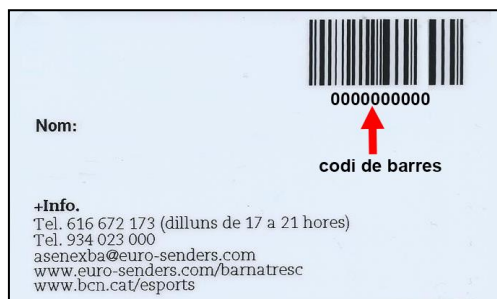 0000000000
Nom:
codi de barres
+Info.
Tel. 616 672 173 (dilluns de 17 a 21 hores)
Tel. 934 023 000
asenexba@euro-senders.com
www.euro-senders.com/barnatresc
www.bcn.cat/esports